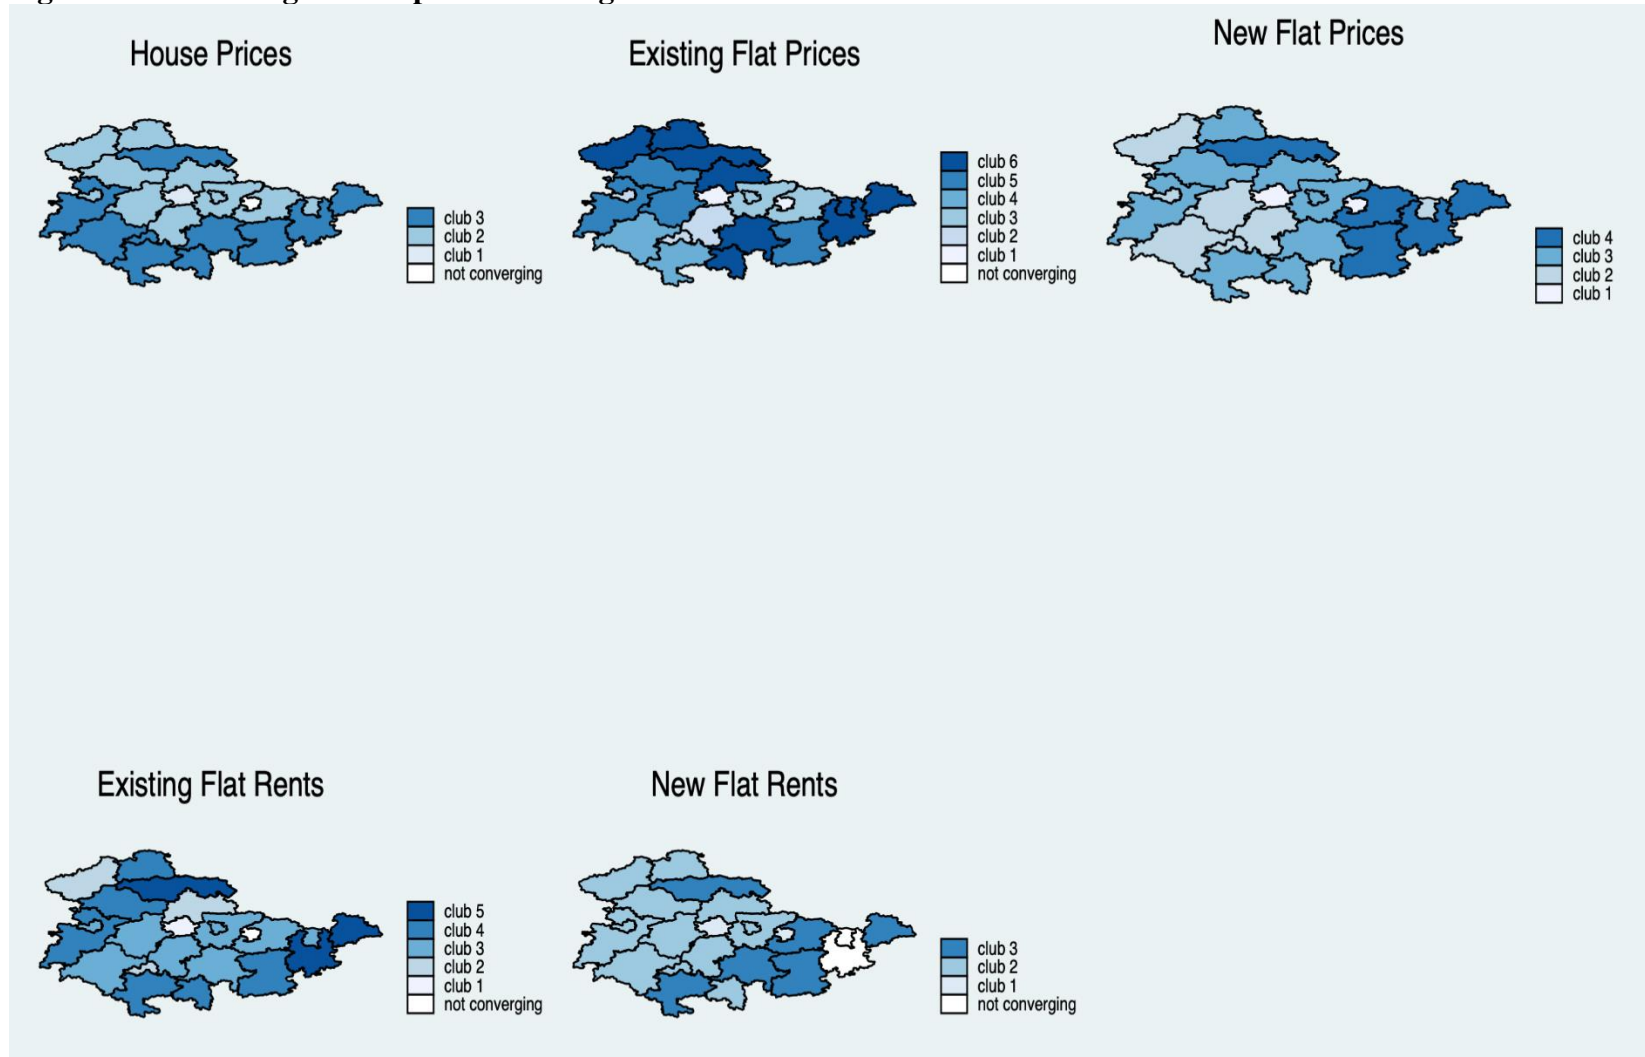 House Prices
club 3
club 2
club 1
not converging
Existing Flat Prices
club 6
club 5
club 4
club 3
club 2
club 1
not converging
New Flat Prices
club 4
club 3
club 2
club 1
Existing Flat Rents
club 5
club 4
club 3
club 2
club 1
not converging
New Flat Rents
club 3
club 2
club 1
not converging